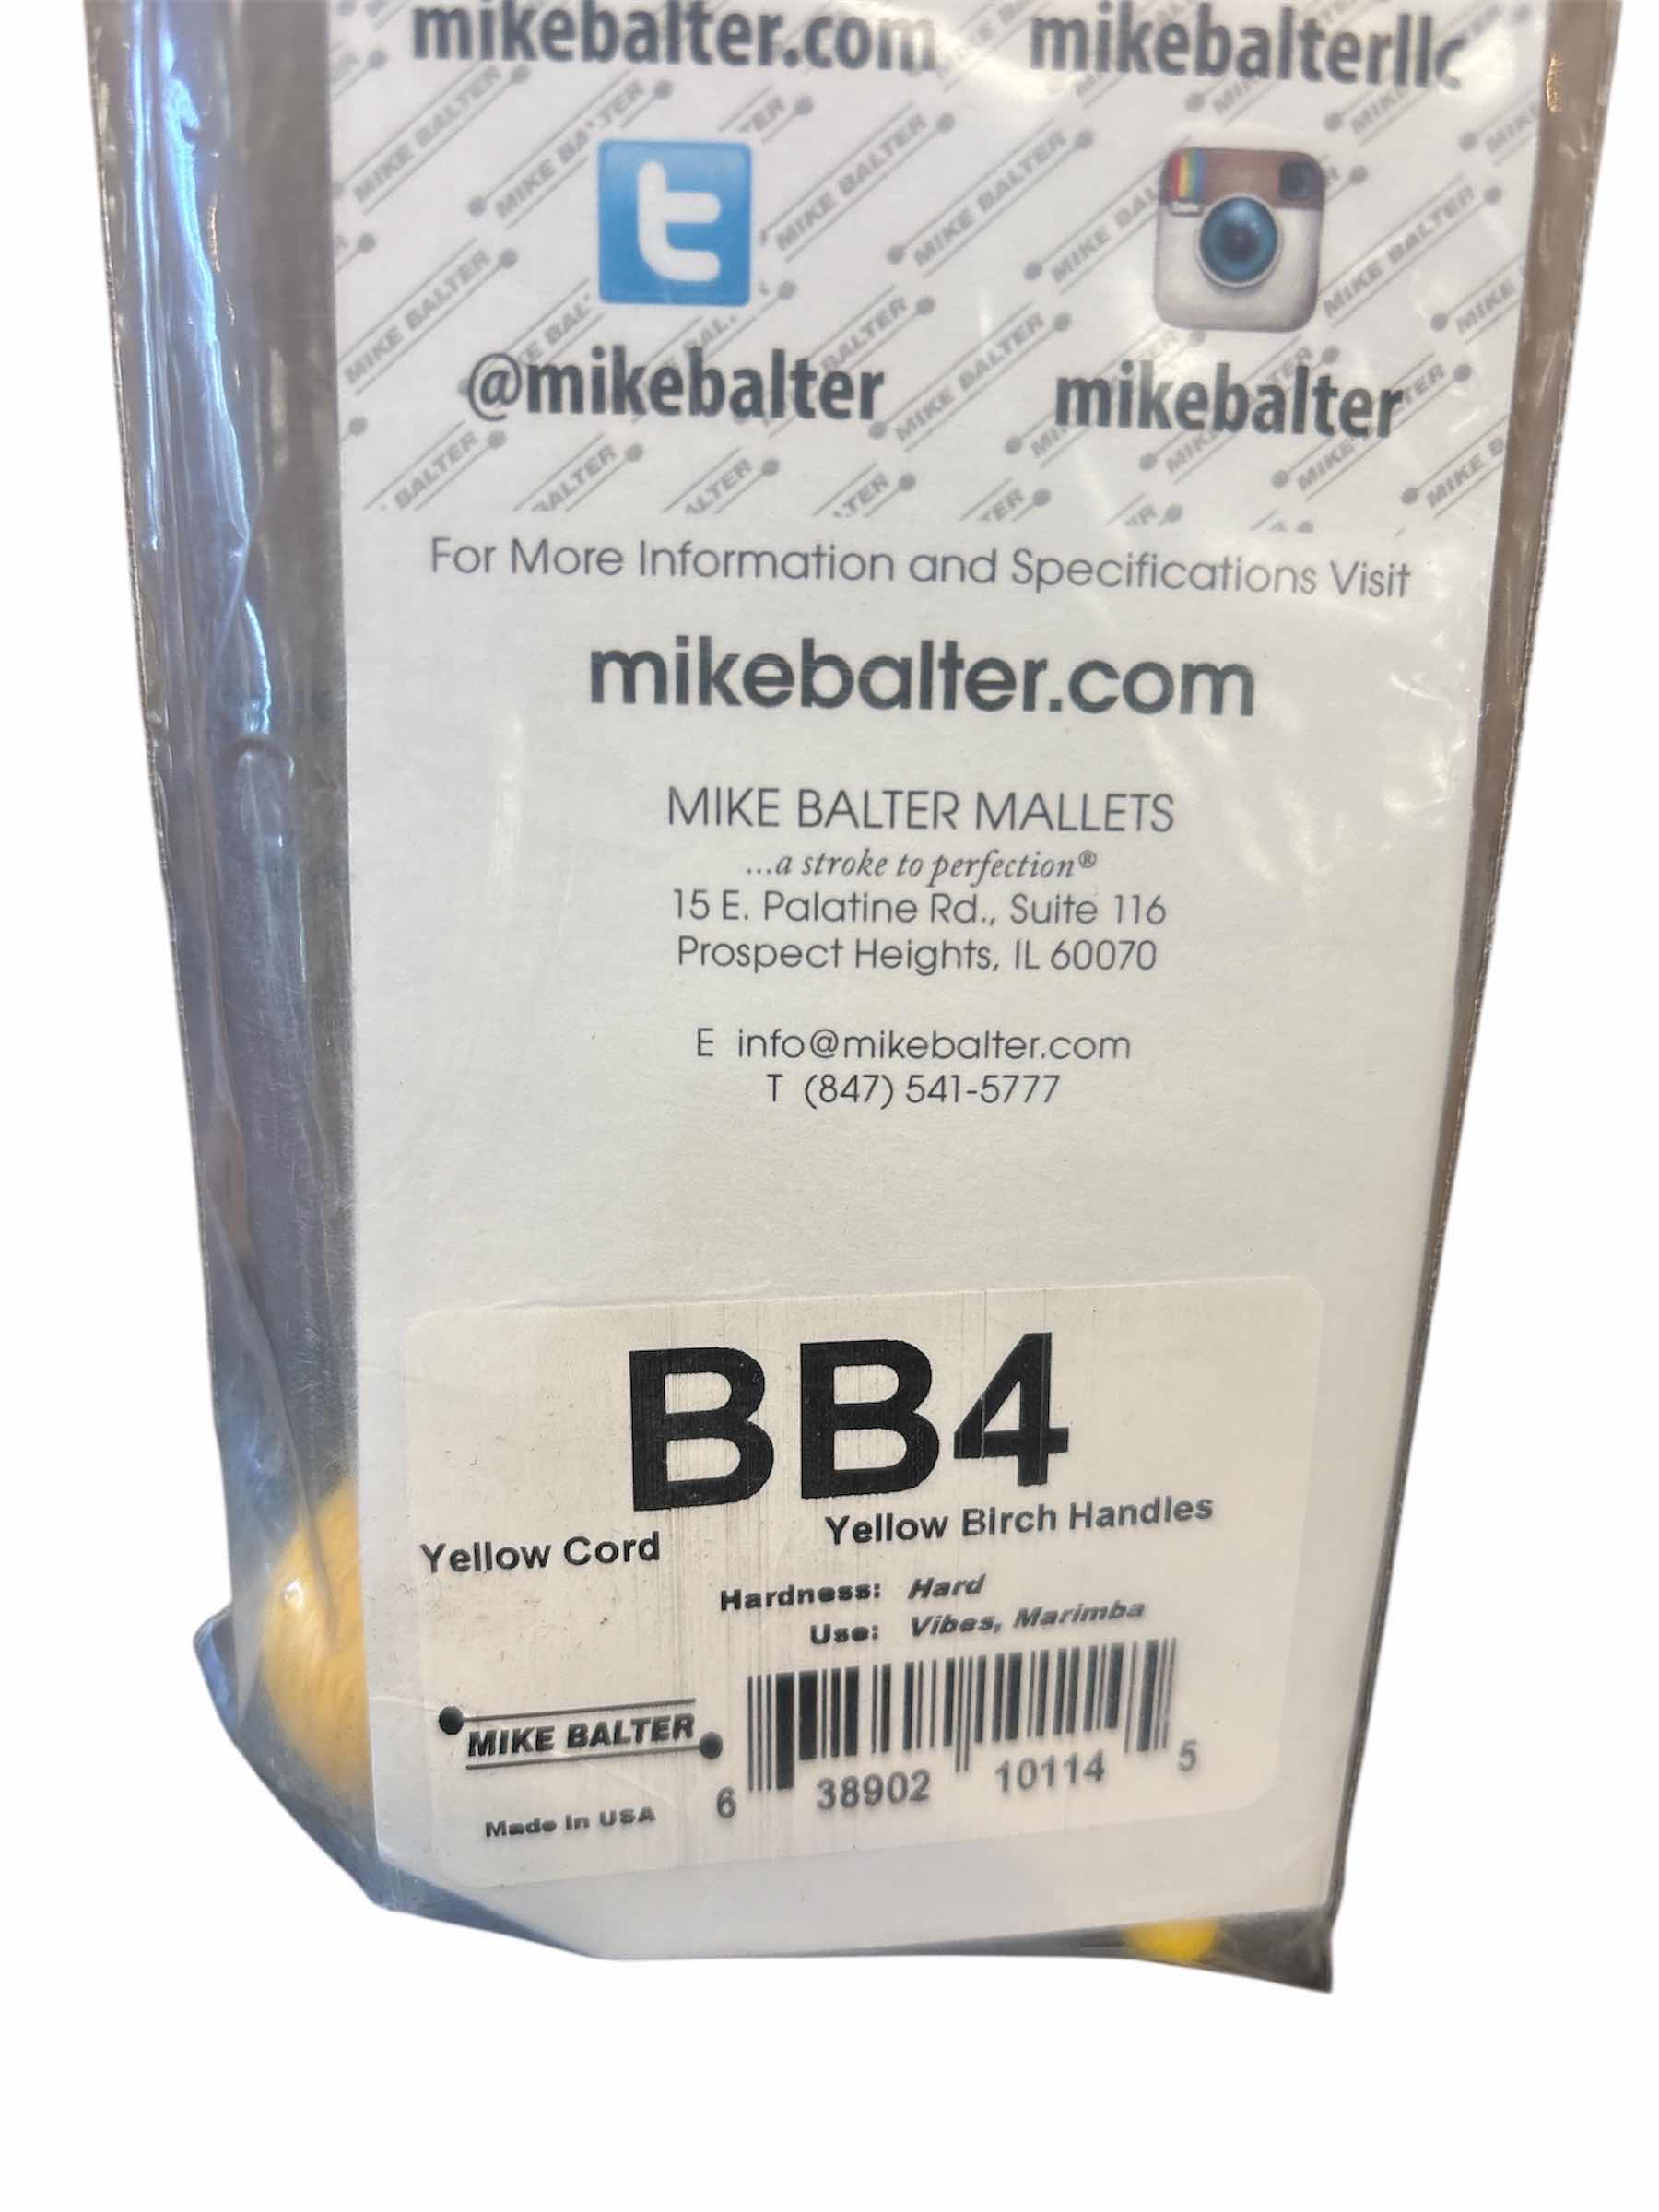 mikebalter.com mikebalterllc
@mikebalter mikebalter
For More Information and Specifications Visit
mikebalter.com
MIKE BALTER MALLETS
...a stroke to perfection®
15 E. Palatine Rd., Suite 116
Prospect Heights, IL 60070
E info@mikebalter.com
T (847) 541-5777
BB4
Yellow Cord Yellow Birch Handles
Hardness: Hard
Use: Vibes, Marimba
MIKE BALTER
Made in USA
6 38902 10114 5